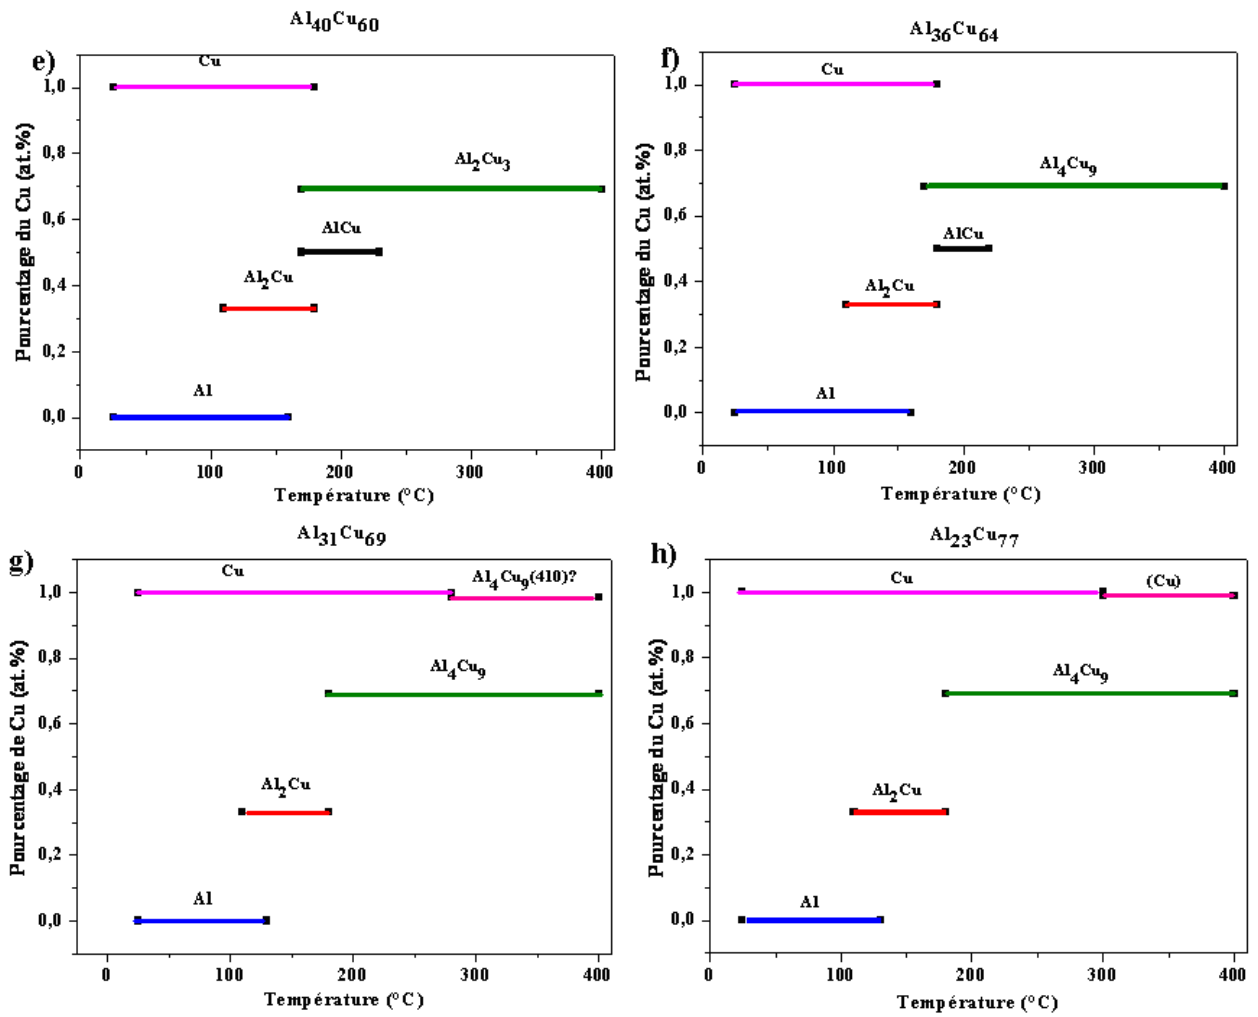 Al40Cu60
e)
Cu
1,0
0,8
Al2Cu3
0,6
AlCu
0,4
Al2Cu
0,2
Al
0,0
Pourcentage du Cu (at.%)
0 100 200 300 400
Température (°C)
Al36Cu64
f)
Cu
1,0
0,8
Al4Cu9
0,6
AlCu
0,4
Al2Cu
0,2
Al
0,0
Pourcentage du Cu (at.%)
0 100 200 300 400
Température (°C)
Al31Cu69
g)
Cu
Al4Cu9(410)?
1,0
0,8
Al4Cu9
0,6
0,4
Al2Cu
0,2
Al
0,0
Pourcentage de Cu (at.%)
0 100 200 300 400
Température (°C)
Al23Cu77
h)
Cu
(Cu)
1,0
0,8
Al4Cu9
0,6
0,4
Al2Cu
0,2
Al
0,0
Pourcentage du Cu (at.%)
0 100 200 300 400
Température (°C)